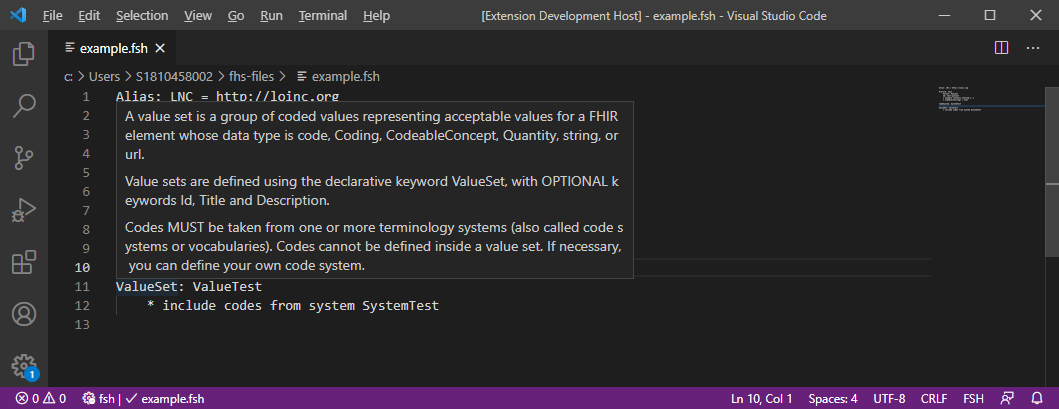 File Edit Selection View Go Run Terminal Help [Extension Development Host] - example.fsh - Visual Studio Code
example.fsh
c: > Users > S1810458002 > fhs-files > example.fsh
1 Alias: LNC = http://loinc.org
2 A value set is a group of coded values representing acceptable values for a FHIR
3 element whose data type is code, Coding, CodeableConcept, Quantity, string, or
4 url.
5
6 Value sets are defined using the declarative keyword ValueSet, with OPTIONAL k
7 eywords Id, Title and Description.
8 Codes MUST be taken from one or more terminology systems (also called code s
9 ystems or vocabularies). Codes cannot be defined inside a value set. If necessary,
10 you can define your own code system.
11 ValueSet: ValueTest
12 * include codes from system SystemTest
13
1
0 0 fsh | example.fsh Ln 10, Col 1 Spaces: 4 UTF-8 CRLF FSH